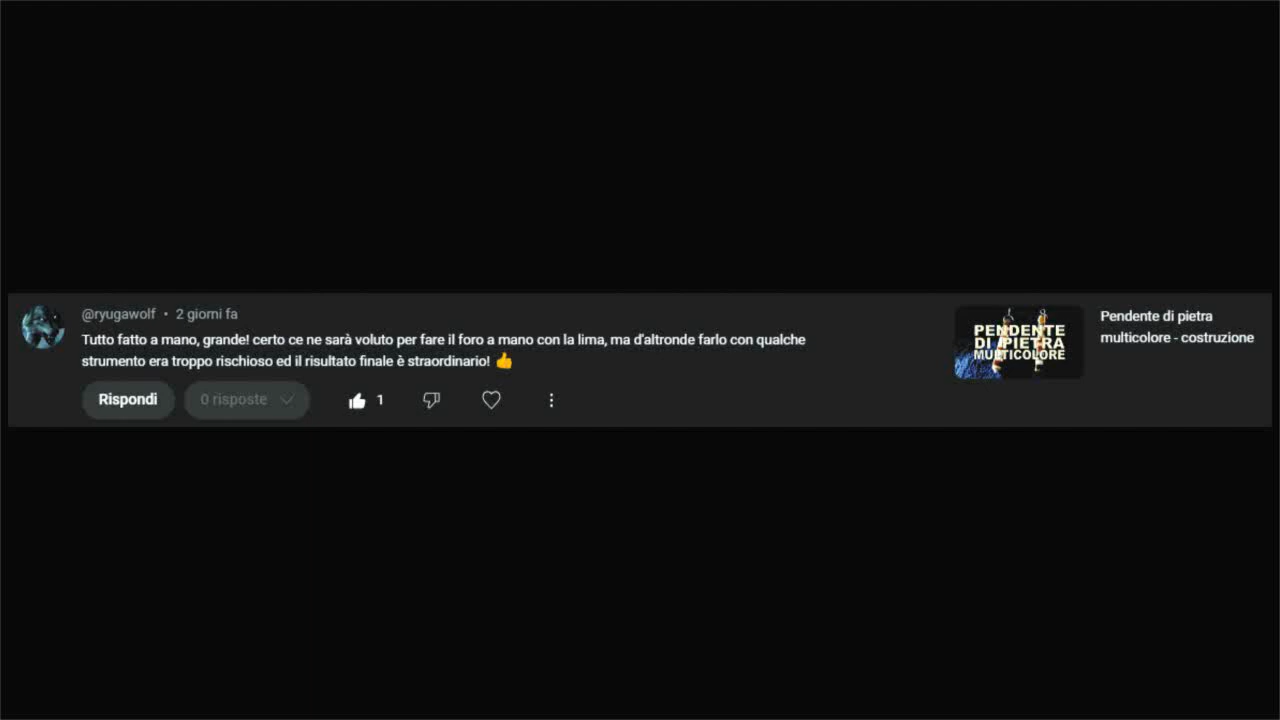 @ryugawolf • 2 giorni fa
Tutto fatto a mano, grande! certo ce ne sarà voluto per fare il foro a mano con la lima, ma d'altronde farlo con qualche
strumento era troppo rischioso ed il risultato finale è straordinario! 👍
Rispondi
0 risposte
1
PENDENTE
DI PIETRA
MULTICOLORE
Pendente di pietra
multicolore - costruzione